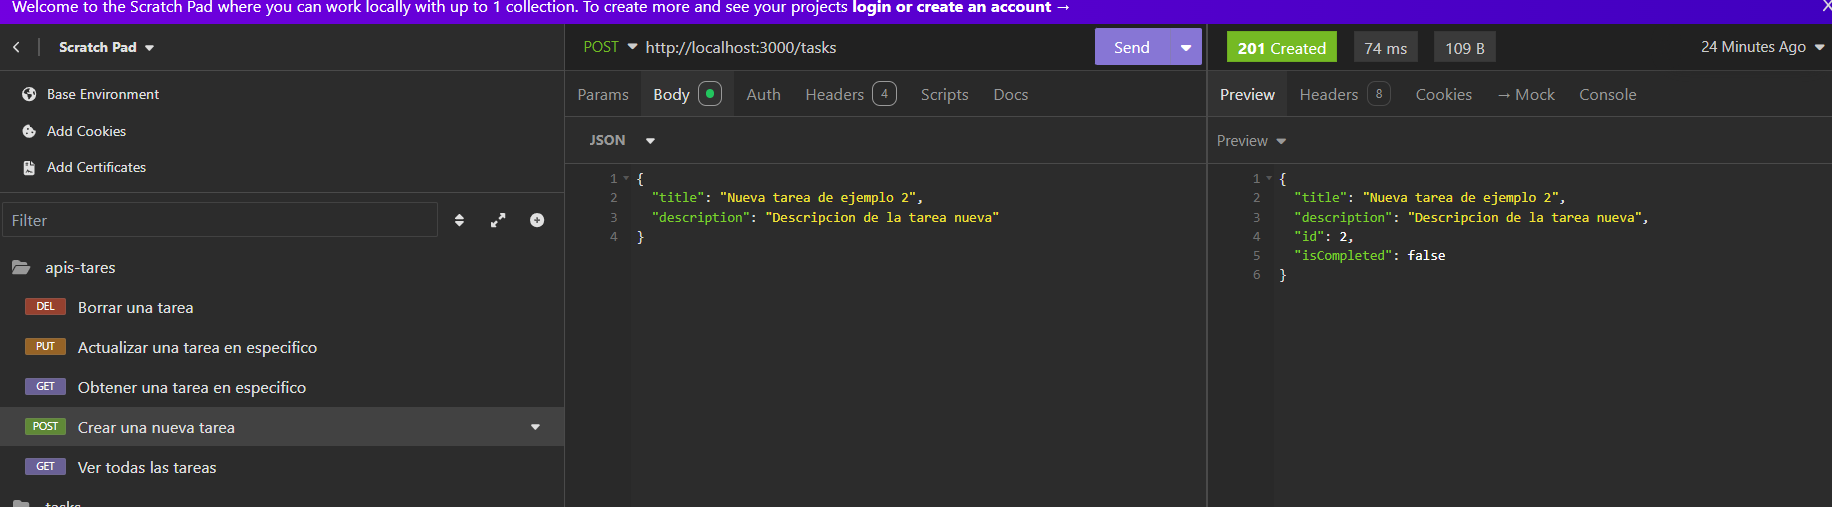 Welcome to the Scratch Pad where you can work locally with up to 1 collection. To create more and see your projects login or create an account →
Scratch Pad
Base Environment
Add Cookies
Add Certificates
Filter
apis-tares
DEL Borrar una tarea
PUT Actualizar una tarea en especifico
GET Obtener una tarea en especifico
POST Crear una nueva tarea
GET Ver todas las tareas
tasks
POST http://localhost:3000/tasks Send
Params Body Auth Headers 4 Scripts Docs
JSON
1 {
2 "title": "Nueva tarea de ejemplo 2",
3 "description": "Descripcion de la tarea nueva"
4 }
201 Created 74 ms 109 B 24 Minutes Ago
Preview Headers 8 Cookies → Mock Console
Preview
1 {
2 "title": "Nueva tarea de ejemplo 2",
3 "description": "Descripcion de la tarea nueva",
4 "id": 2,
5 "isCompleted": false
6 }